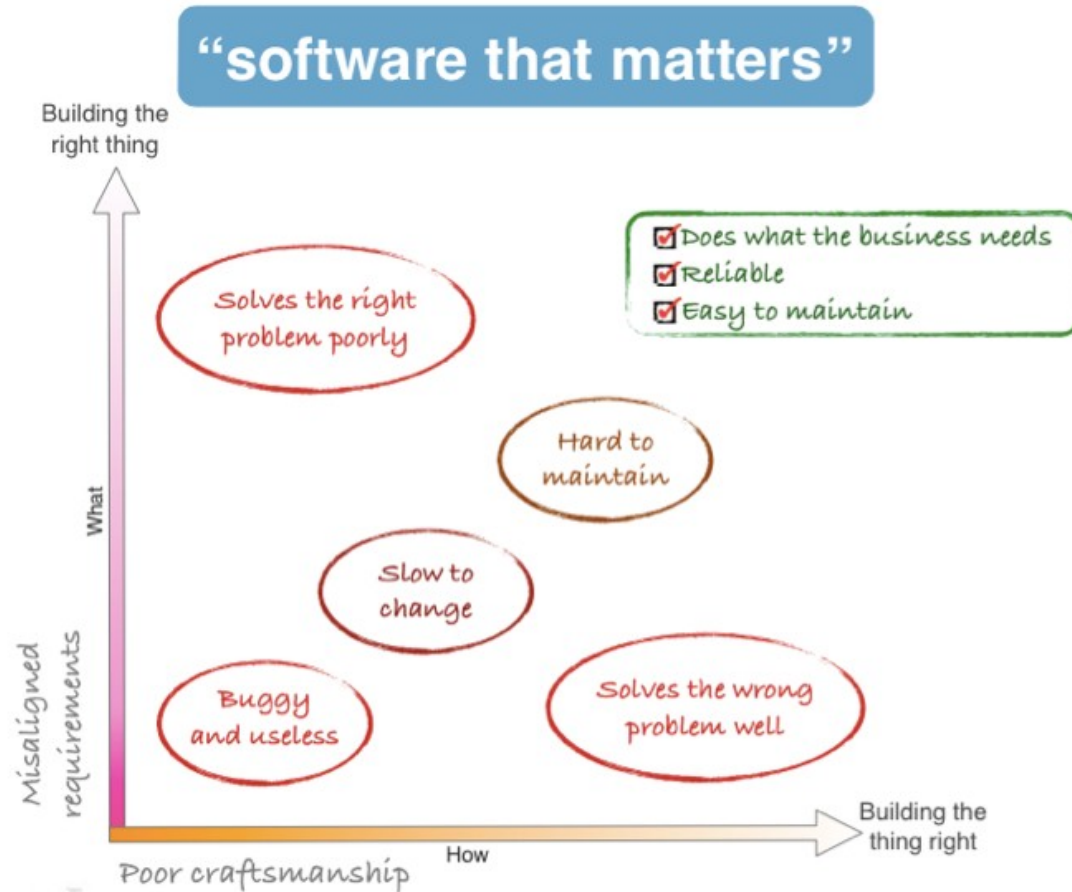 “software that matters”
Building the
right thing
Does what the business needs
Reliable
Easy to maintain
Solves the right
problem poorly
Hard to
maintain
What
Slow to
change
Misaligned
requirements
Buggy
and useless
Solves the wrong
problem well
Building the
thing right
How
Poor craftsmanship